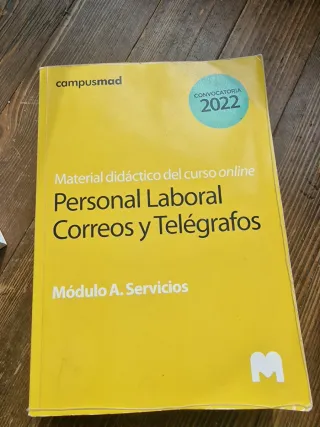 campusmad
CONVOCATORIA
2022
Material didáctico del curso online
Personal Laboral
Correos y Telégrafos
Módulo A. Servicios
M